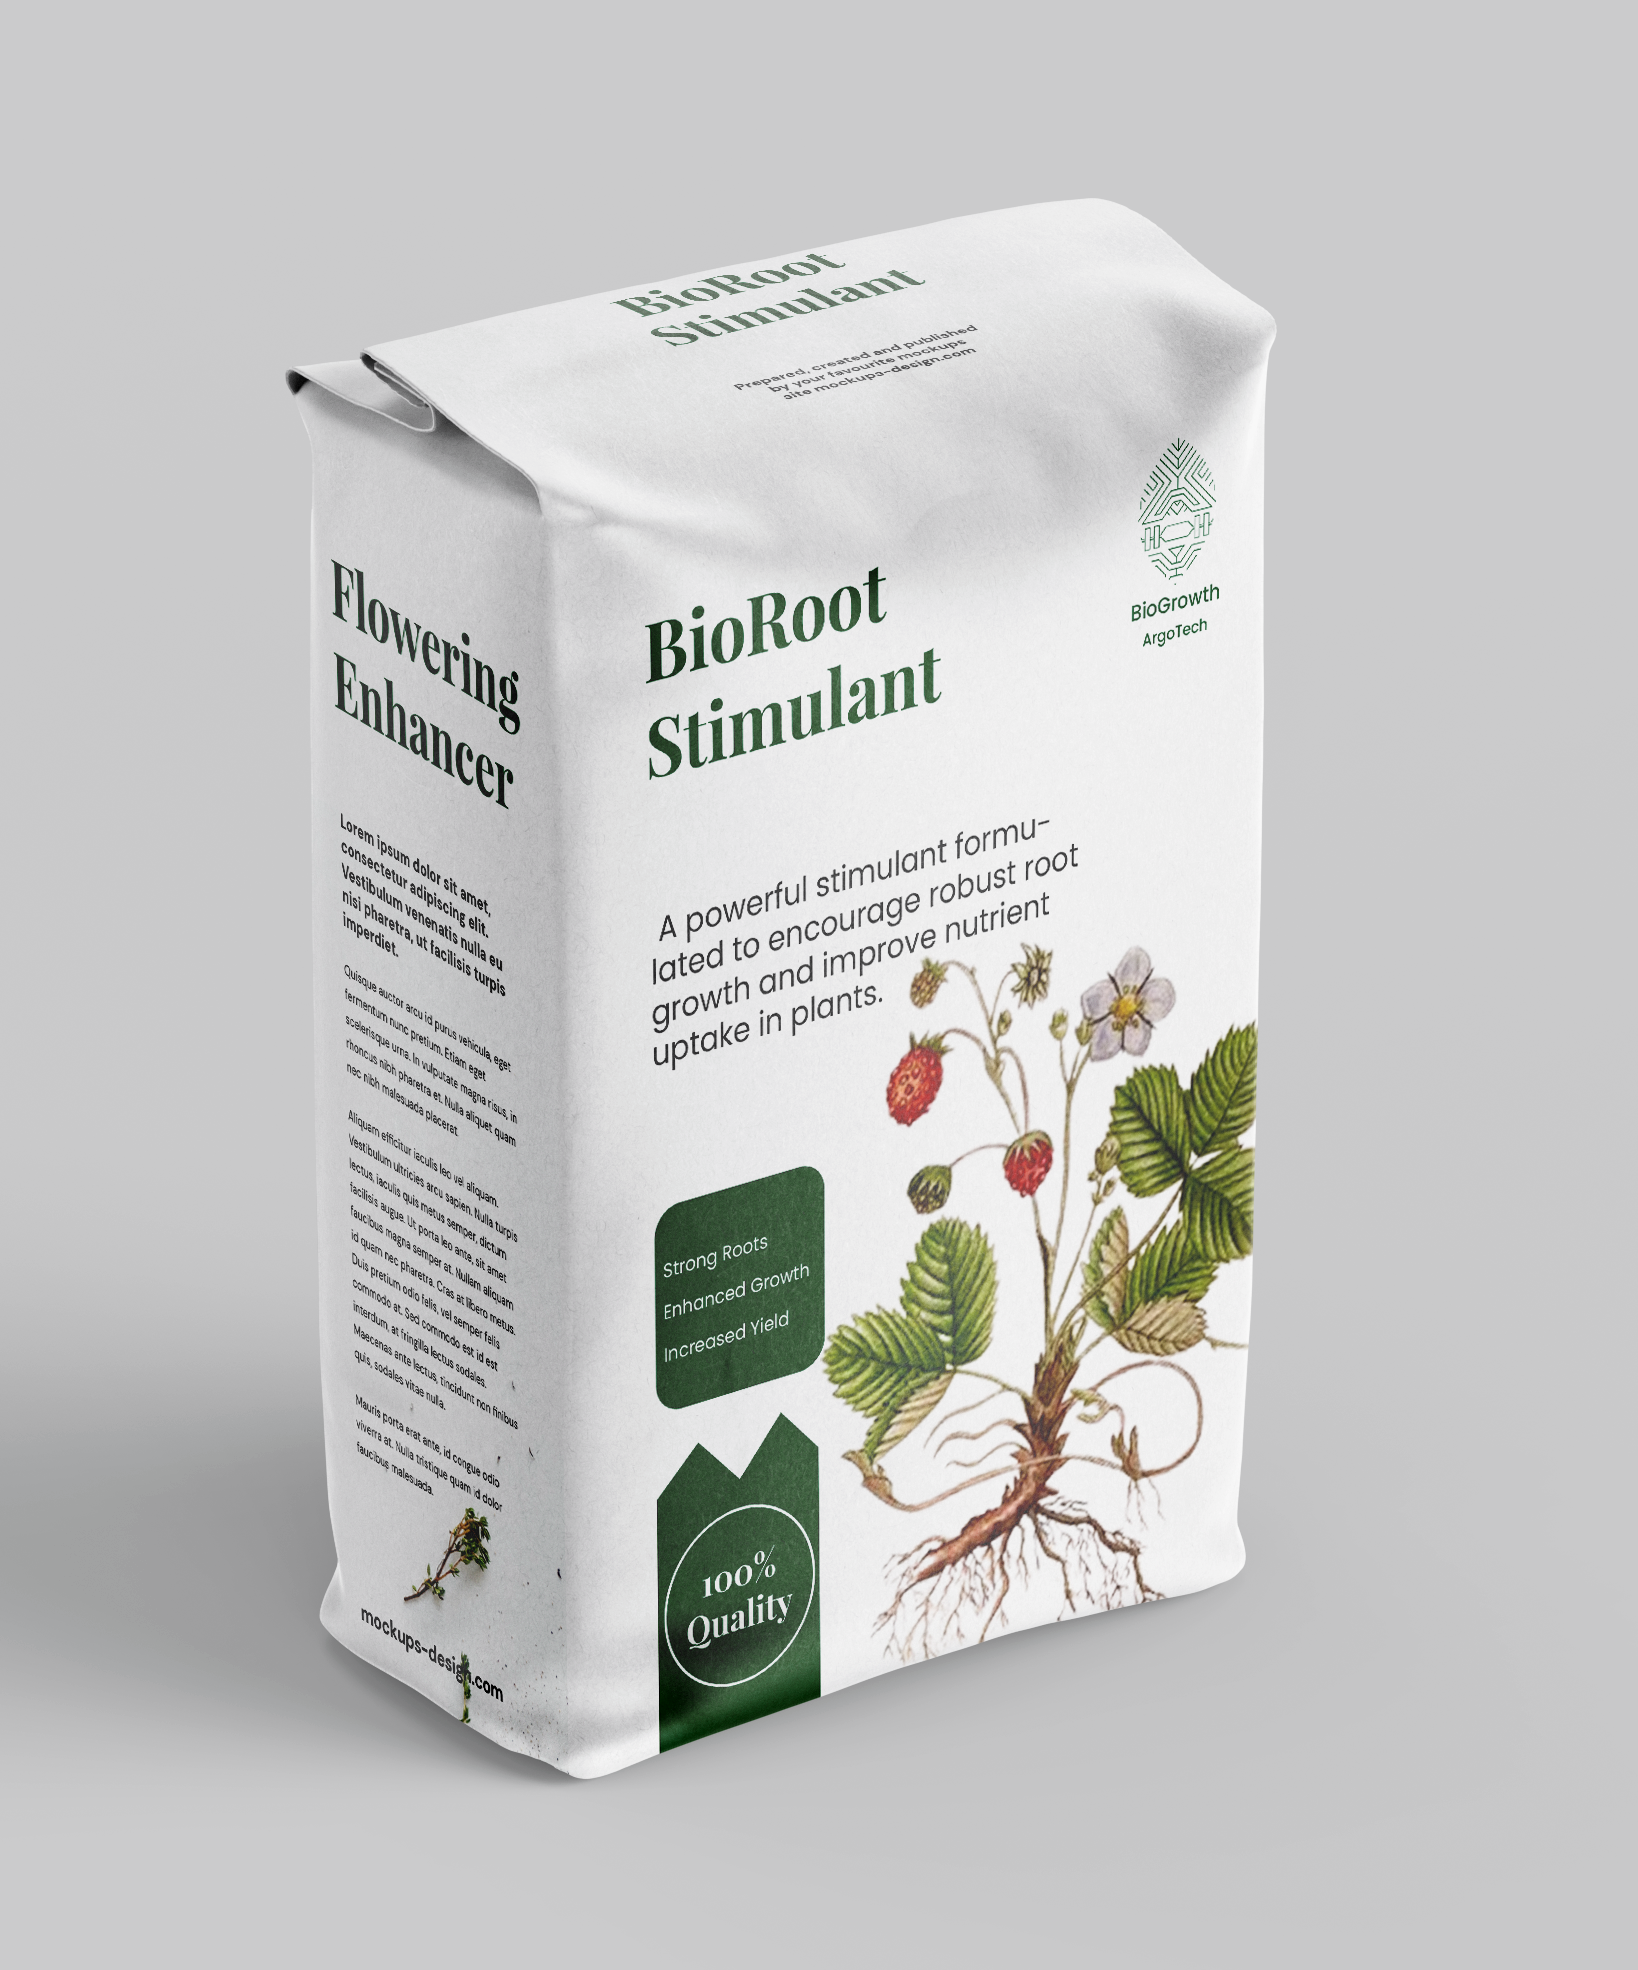 BioRoot
Stimulant
Prepared, created and published
by your favourite mockups
site mockups-design.com
BioGrowth
ArgoTech
BioRoot
Stimulant
A powerful stimulant formu-
lated to encourage robust root
growth and improve nutrient
uptake in plants.
Strong Roots
Enhanced Growth
Increased Yield
100%
Quality
Flowering
Enhancer
Lorem ipsum dolor sit amet,
consectetur adipiscing elit.
Vestibulum venenatis nulla eu
nisi pharetra, ut facilisis turpis
imperdiet.
Quisque auctor arcu id purus vehicula, eget
fermentum nunc pretium. Etiam eget
scelerisque urna. In vulputate magna risus, in
rhoncus nibh pharetra et. Nulla aliquet quam
nec nibh malesuada placerat.
Aliquam efficitur iaculis leo vel aliquam.
Vestibulum ultricies arcu sapien. Nulla turpis
lectus, iaculis quis metus semper, dictum
facilisis augue. Ut porta leo ante, sit amet
faucibus magna semper at. Nullam aliquam
id quam nec pharetra. Cras at libero metus.
Duis pretium odio felis, vel semper felis
commodo at. Sed commodo est id est
interdum, at fringilla lectus sodales.
Maecenas ante lectus, tincidunt non finibus
quis, sodales vitae nulla.
Mauris porta erat ante, id congue odio
viverra at. Nulla tristique quam id dolor
faucibus malesuada.
mockups-design.com